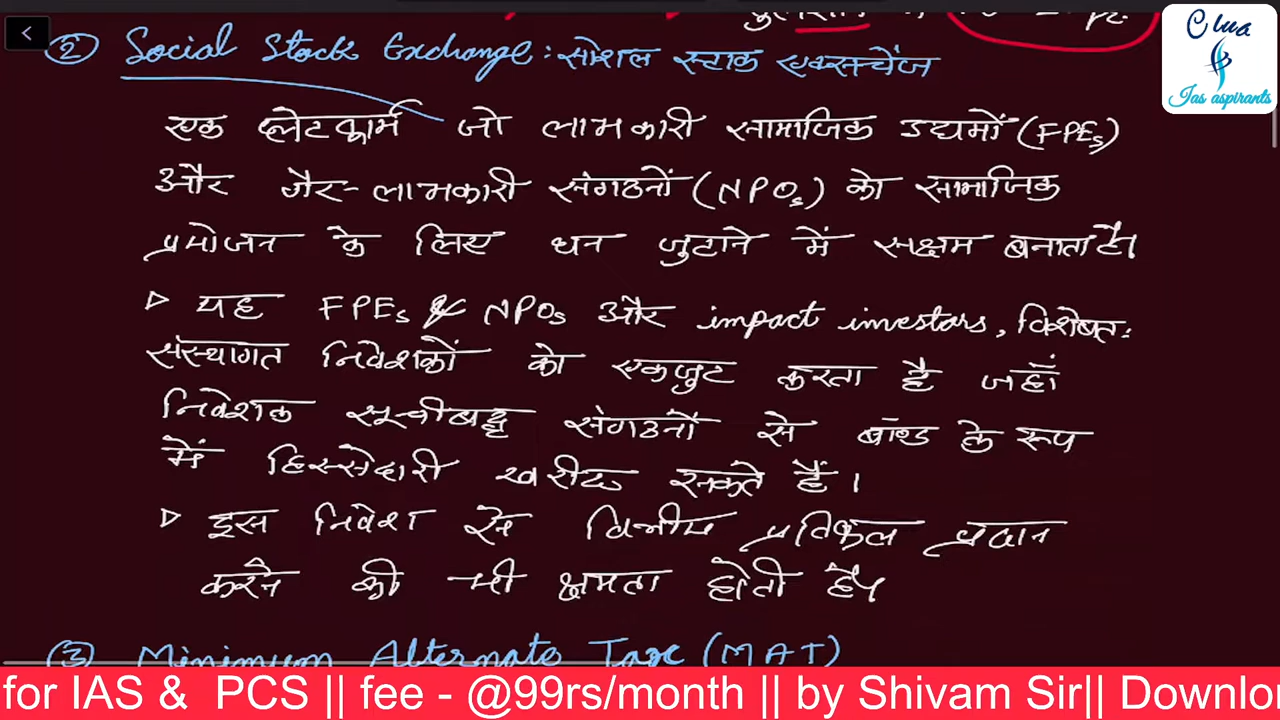 ② Social Stock Exchange: सोशल स्टाक एक्सचेंज
एक प्लेटफार्म जो लाभकारी सामाजिक उद्यमों (FPEs)
और गैर-लाभकारी संगठनों (NPOs) को सामाजिक
प्रयोजन के लिए धन जुटाने में सक्षम बनाता है।
▷ यह FPEs & NPOs और impact investars, विशेषत:
संस्थागत निवेशकों को एकजुट करता है जहाँ
निवेशक सूचीबद्ध संगठनों से बॉण्ड के रूप
में हिस्सेदारी खरीद सकते हैं।
▷ इस निवेश से वित्तीय प्रतिफल प्रदान
करने की भी क्षमता होती है।
③ Minimum Alternate Taxe (MAT)
Clua
Ias aspirants
for IAS & PCS || fee - @99rs/month || by Shivam Sir|| Downlo